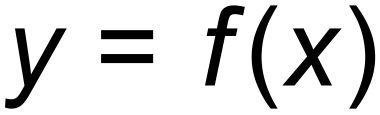 y = f(x)